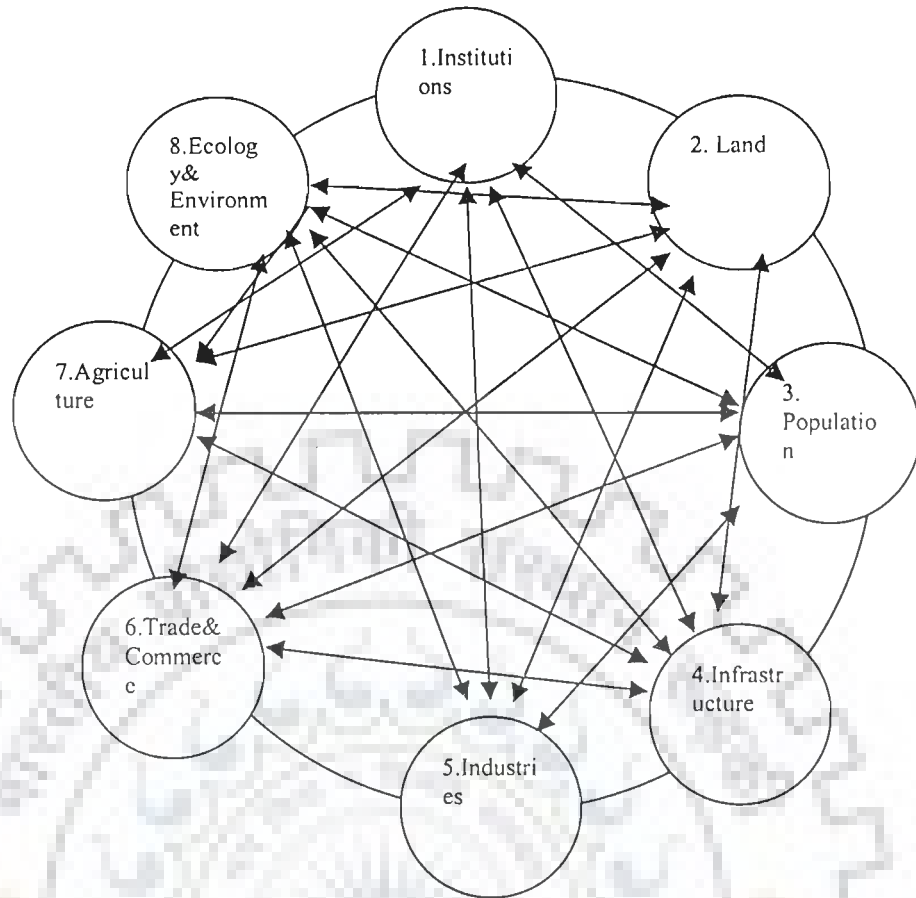 1.Instituti
ons
2. Land
3.
Populatio
n
4.Infrastr
ucture
5.Industri
es
6.Trade&
Commerc
e
7.Agricul
ture
8.Ecolog
y&
Environm
ent